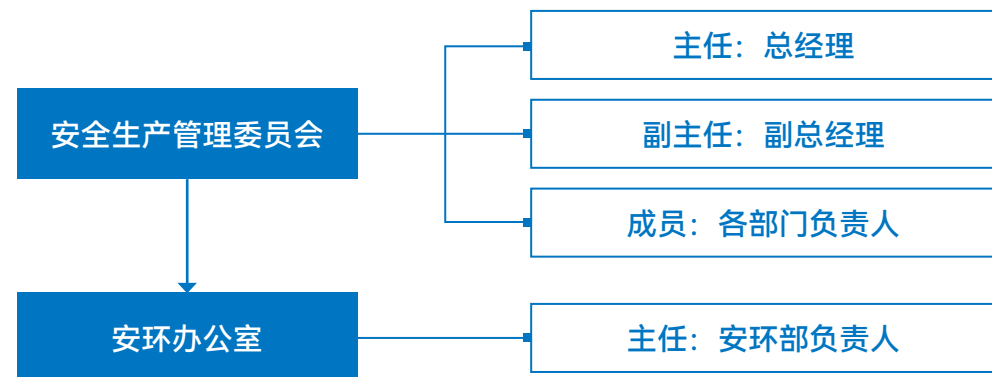 主任：总经理
安全生产管理委员会
副主任：副总经理
成员：各部门负责人
安环办公室
主任：安环部负责人